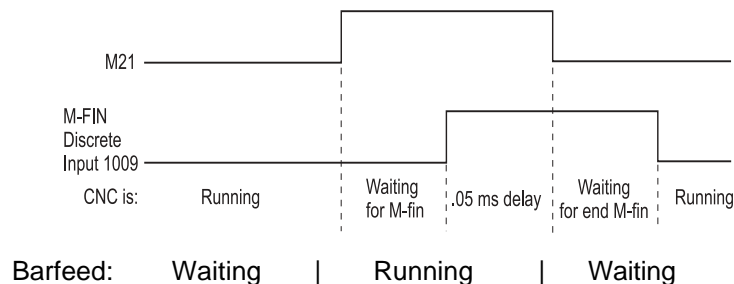 M21
M-FIN
Discrete
Input 1009
CNC is: Running Waiting for M-fin .05 ms delay Waiting for end M-fin Running
Barfeed: Waiting | Running | Waiting